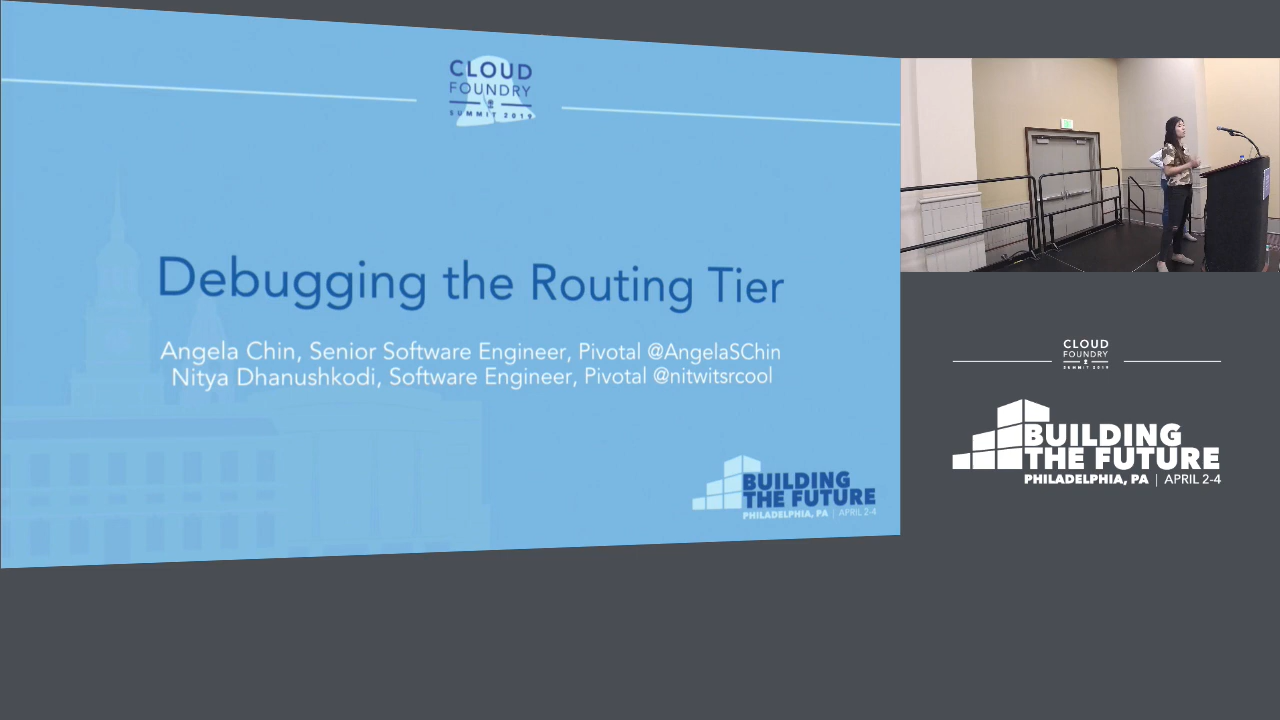 CLOUD
FOUNDRY
SUMMIT 2019
Debugging the Routing Tier
Angela Chin, Senior Software Engineer, Pivotal @AngelaSChin
Nitya Dhanushkodi, Software Engineer, Pivotal @nitwitsrcool
BUILDING
THE FUTURE
PHILADELPHIA, PA | APRIL 2-4
CLOUD
FOUNDRY
SUMMIT 2019
BUILDING
THE FUTURE
PHILADELPHIA, PA | APRIL 2-4